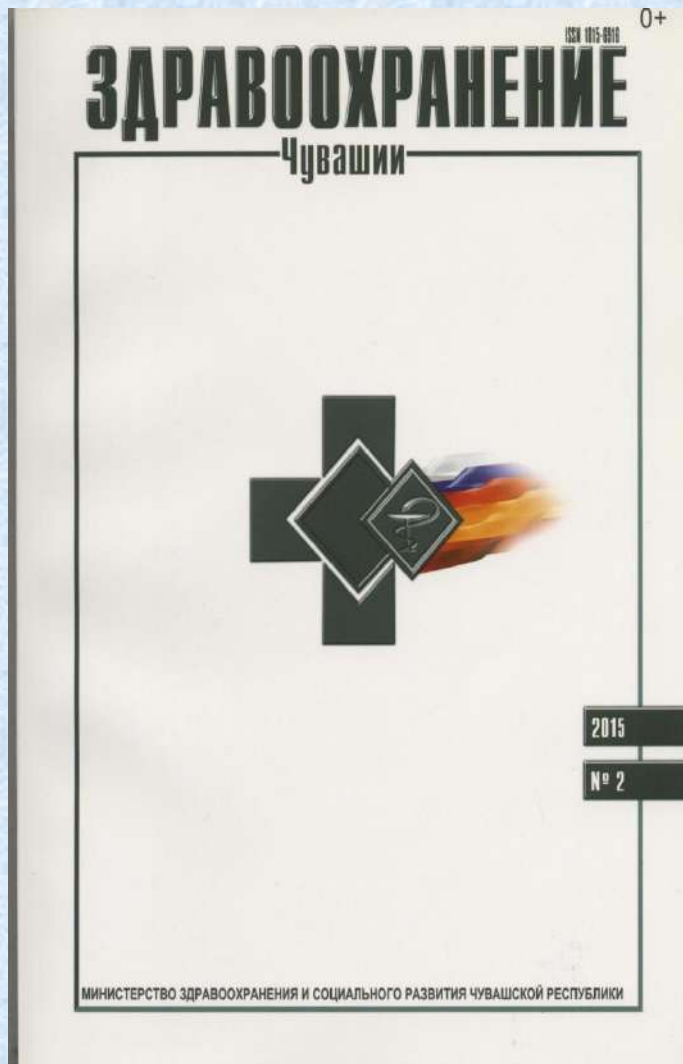 0+
ISSN 1815-6916
ЗДРАВООХРАНЕНИЕ
Чувашии
2015
№ 2
МИНИСТЕРСТВО ЗДРАВООХРАНЕНИЯ И СОЦИАЛЬНОГО РАЗВИТИЯ ЧУВАШСКОЙ РЕСПУБЛИКИ